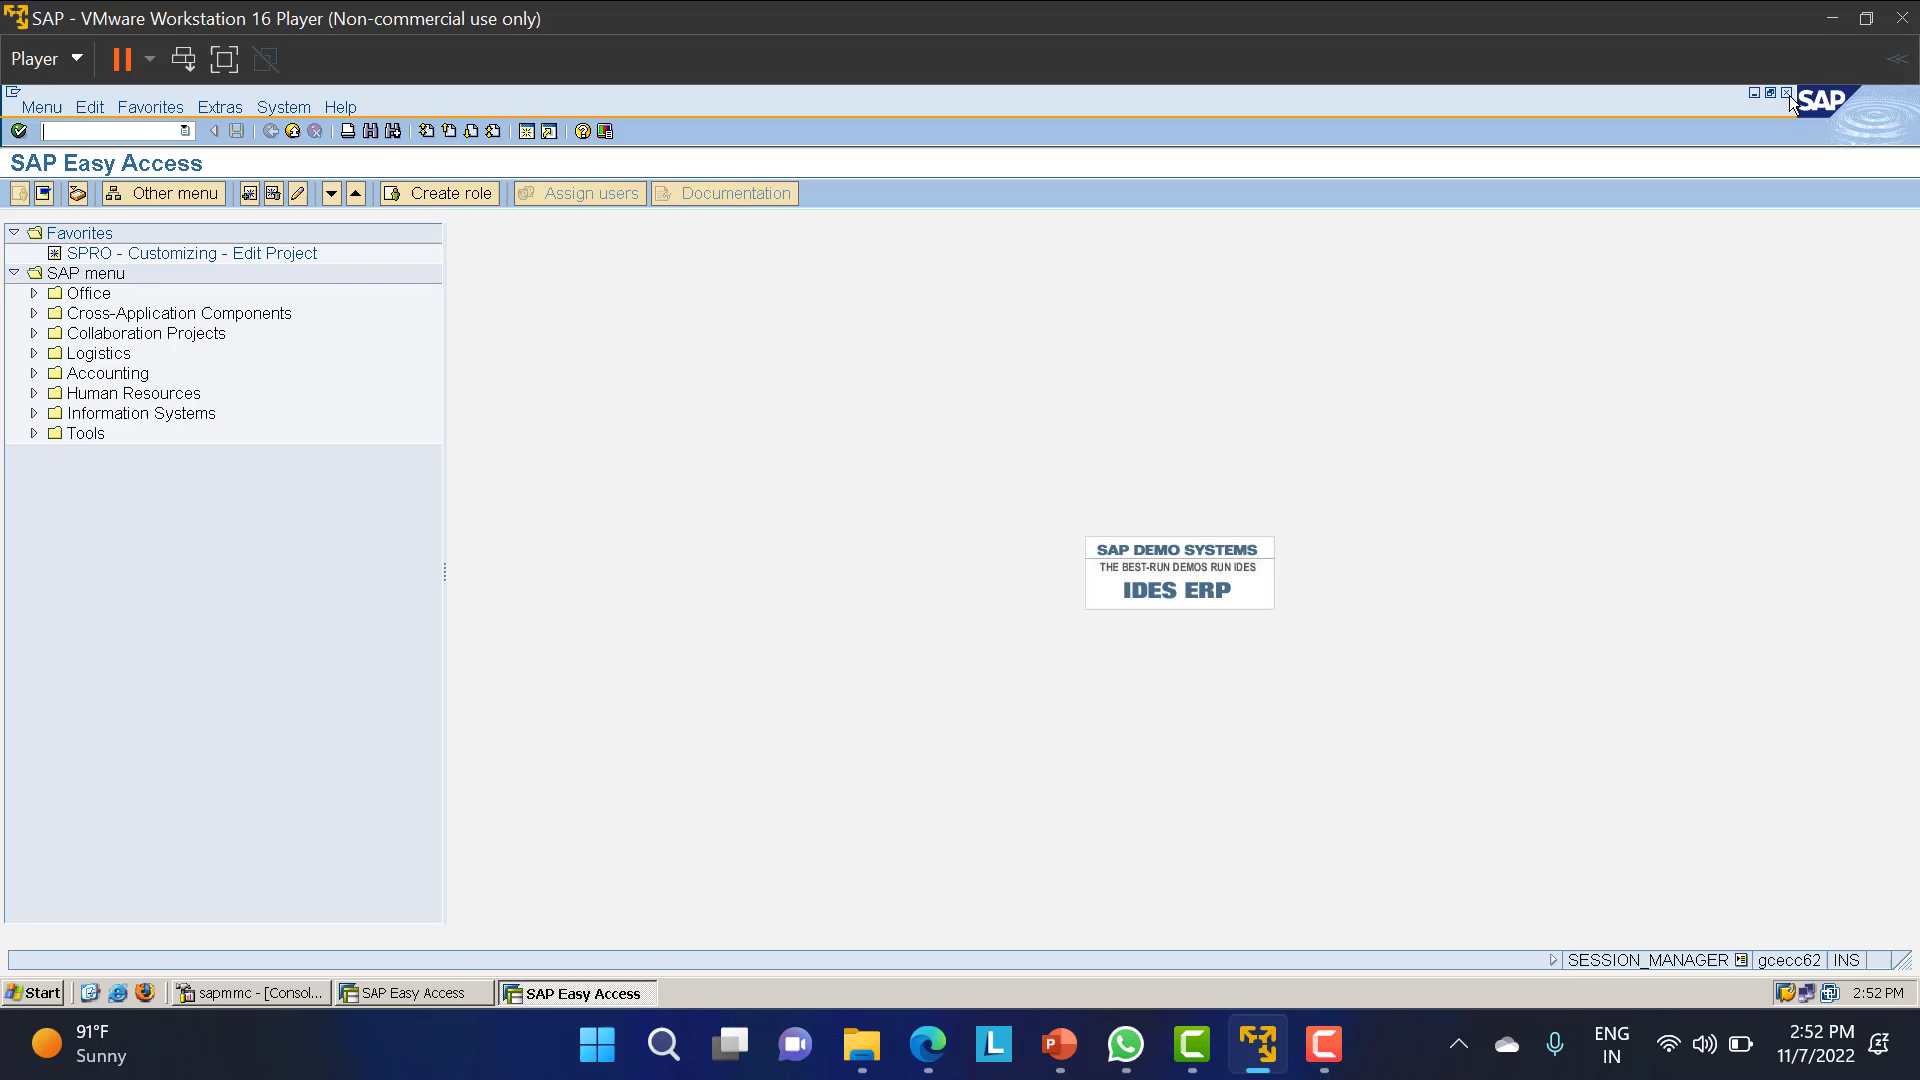 SAP - VMware Workstation 16 Player (Non-commercial use only)
Player
Menu Edit Favorites Extras System Help
SAP
SAP Easy Access
Other menu Create role Assign users Documentation
Favorites
SPRO - Customizing - Edit Project
SAP menu
Office
Cross-Application Components
Collaboration Projects
Logistics
Accounting
Human Resources
Information Systems
Tools
SAP DEMO SYSTEMS
THE BEST-RUN DEMOS RUN IDES
IDES ERP
SESSION_MANAGER gcecc62 INS
Start sapmmc - [Consol... SAP Easy Access SAP Easy Access 2:52 PM
91°F
Sunny
L
P
ENG
IN
2:52 PM
11/7/2022